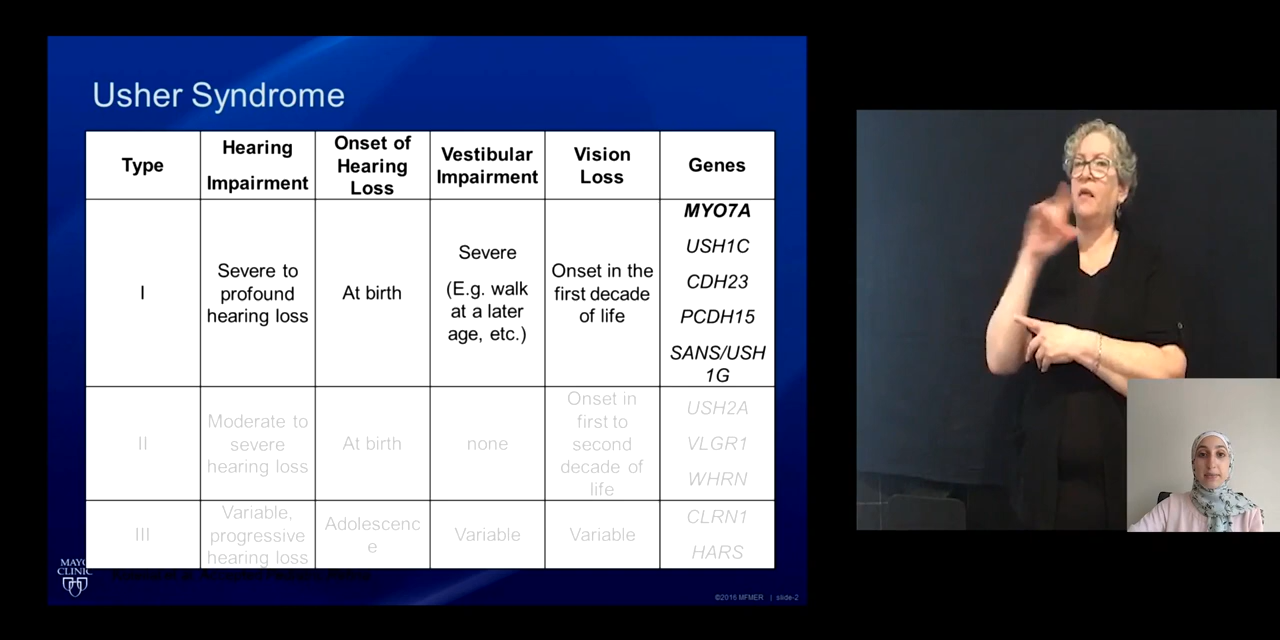 Usher Syndrome
Type
Hearing
Impairment
Onset of
Hearing
Loss
Vestibular
Impairment
Vision
Loss
Genes
I
Severe to
profound
hearing loss
At birth
Severe
(E.g. walk
at a later
age, etc.)
Onset in the
first decade
of life
MYO7A
USH1C
CDH23
PCDH15
SANS/USH
1G
II
Moderate to
severe
hearing loss
At birth
none
Onset in
first to
second
decade of
life
USH2A
VLGR1
WHRN
III
Variable,
progressive
hearing loss
Adolescenc
e
Variable
Variable
CLRN1
HARS
MAYO
CLINIC
©2016 MFMER | slide-2